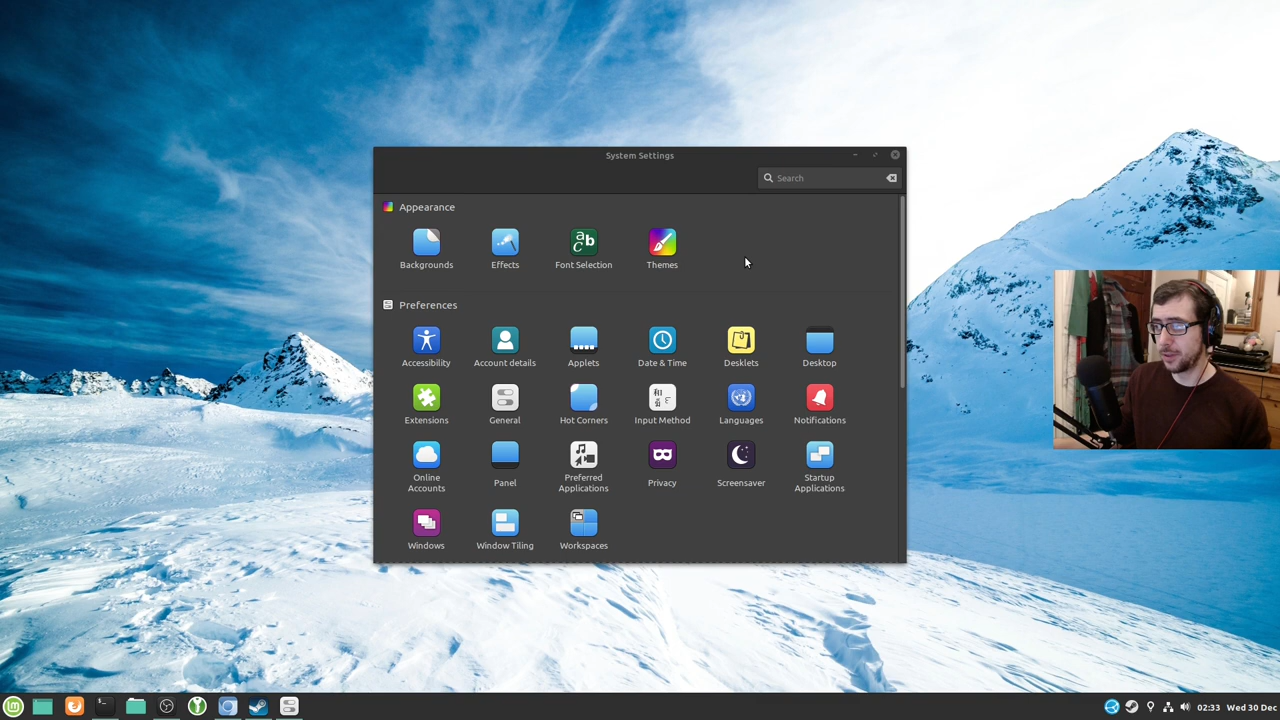 System Settings
Search
Appearance
Backgrounds
Effects
Font Selection
Themes
Preferences
Accessibility
Account details
Applets
Date & Time
Desklets
Desktop
Extensions
General
Hot Corners
Input Method
Languages
Notifications
Online
Accounts
Panel
Preferred
Applications
Privacy
Screensaver
Startup
Applications
Windows
Window Tiling
Workspaces
02:33 Wed 30 Dec